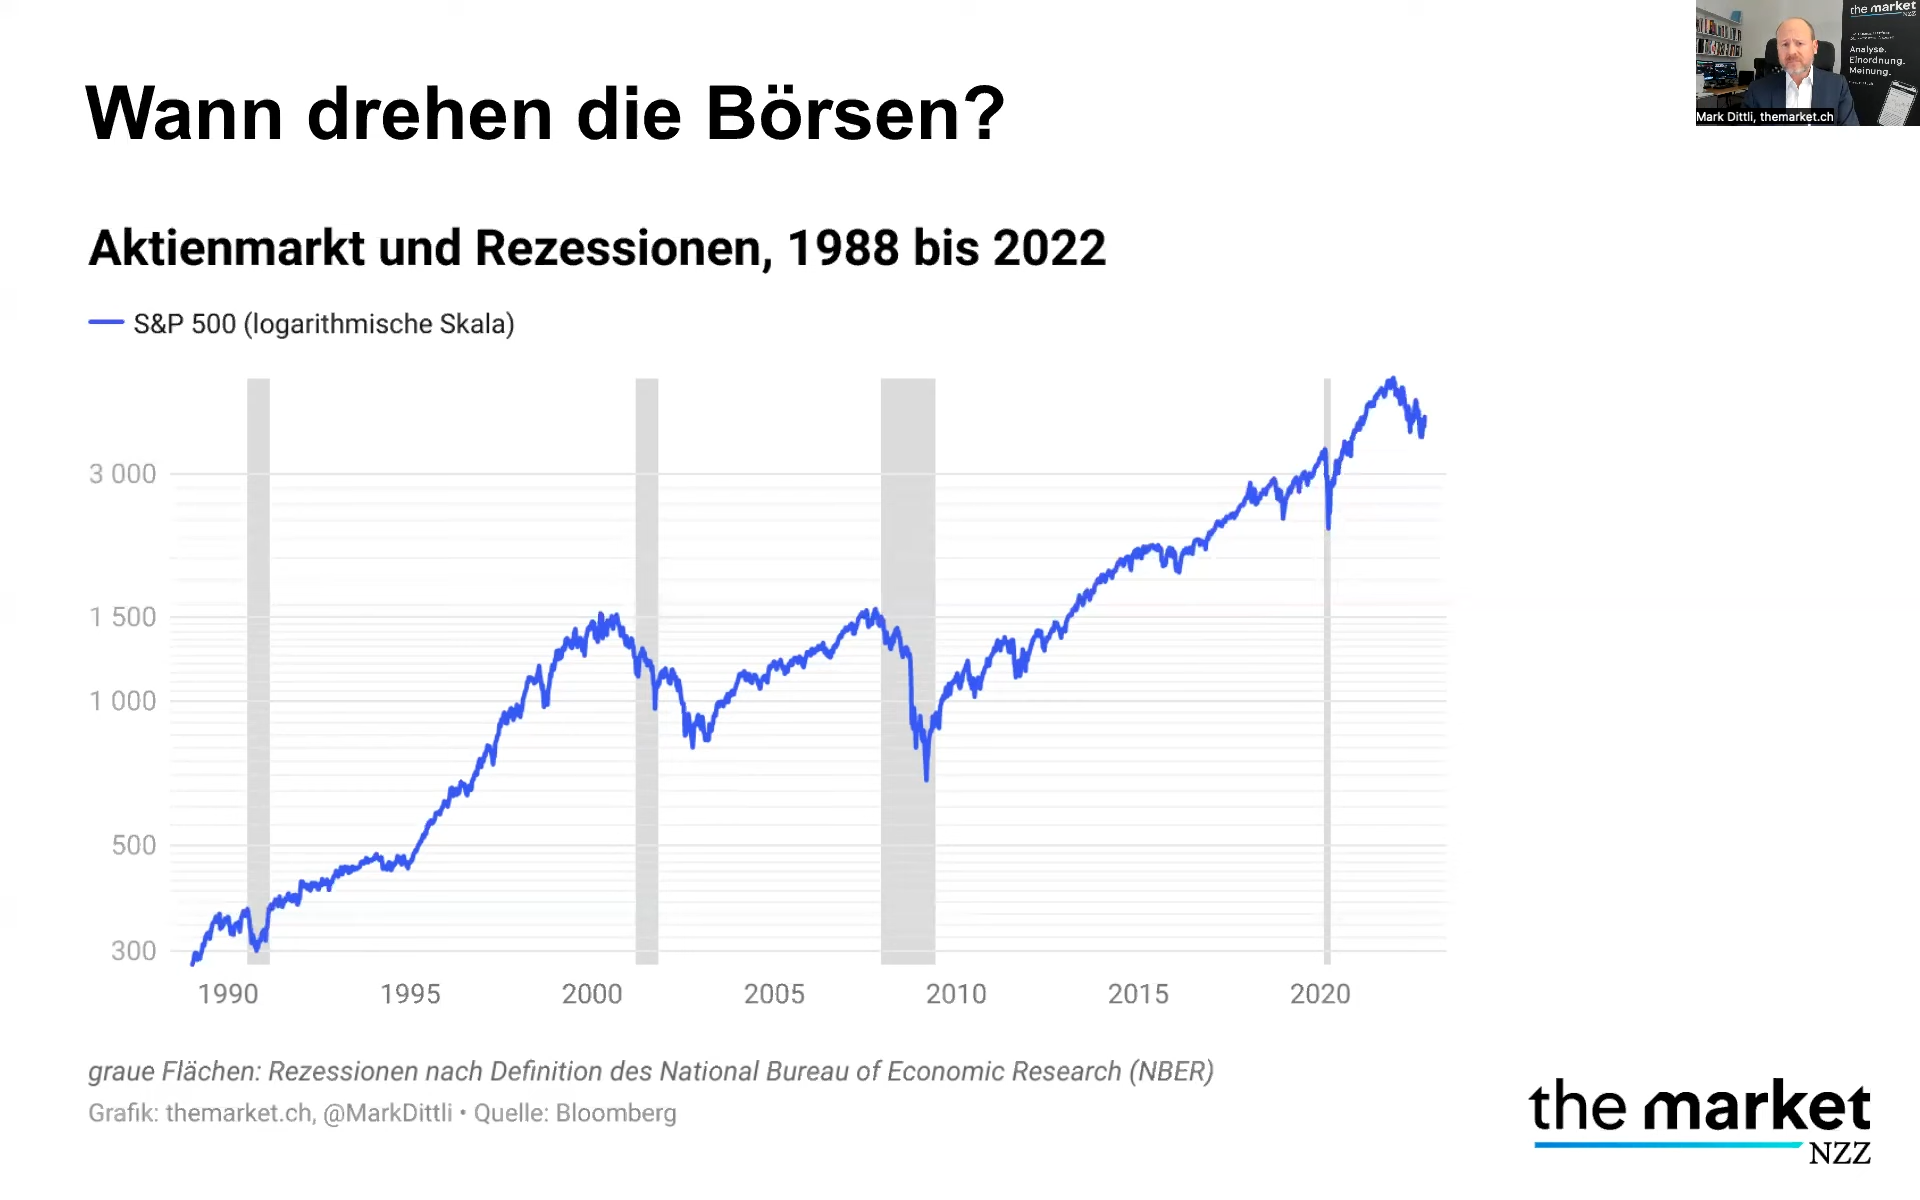 Wann drehen die Börsen?
the market
NZZ
Analyse.
Einordnung.
Meinung.
Mark Dittli, themarket.ch
Aktienmarkt und Rezessionen, 1988 bis 2022
S&P 500 (logarithmische Skala)
3 000
1 500
1 000
500
300
1990 1995 2000 2005 2010 2015 2020
graue Flächen: Rezessionen nach Definition des National Bureau of Economic Research (NBER)
Grafik: themarket.ch, @MarkDittli • Quelle: Bloomberg
the market
NZZ